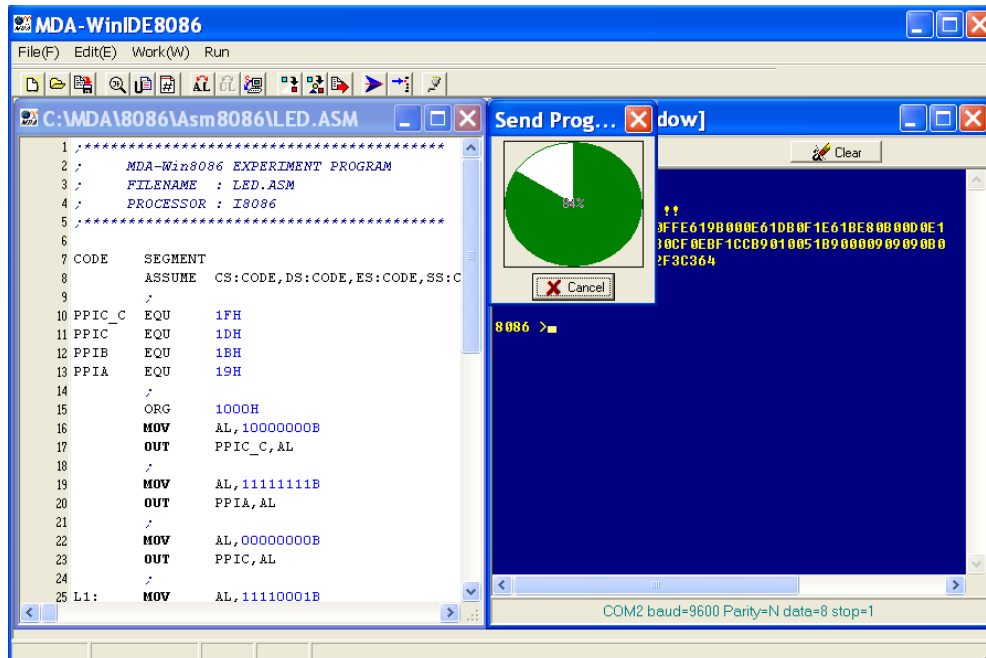 MDA-WinIDE8086
File(F) Edit(E) Work(W) Run
C:\MDA\8086\Asm8086\LED.ASM
1 ;*****************************************
2 ; MDA-Win8086 EXPERIMENT PROGRAM
3 ; FILENAME : LED.ASM
4 ; PROCESSOR : I8086
5 ;*****************************************
6
7 CODE SEGMENT
8 ASSUME CS:CODE,DS:CODE,ES:CODE,SS:C
9 ;
10 PPIC_C EQU 1FH
11 PPIC EQU 1DH
12 PPIB EQU 1BH
13 PPIA EQU 19H
14 ;
15 ORG 1000H
16 MOV AL,10000000B
17 OUT PPIC_C,AL
18 ;
19 MOV AL,11111111B
20 OUT PPIA,AL
21 ;
22 MOV AL,00000000B
23 OUT PPIC,AL
24 ;
25 L1: MOV AL,11110001B
Send Prog...
84%
Cancel
dow]
Clear
!!
FFE619B000E61DB0F1E61BE80B00D0E1
0CF0EBF1CCB9010051B90000909090B0
2F3C364
8086 >
COM2 baud=9600 Parity=N data=8 stop=1